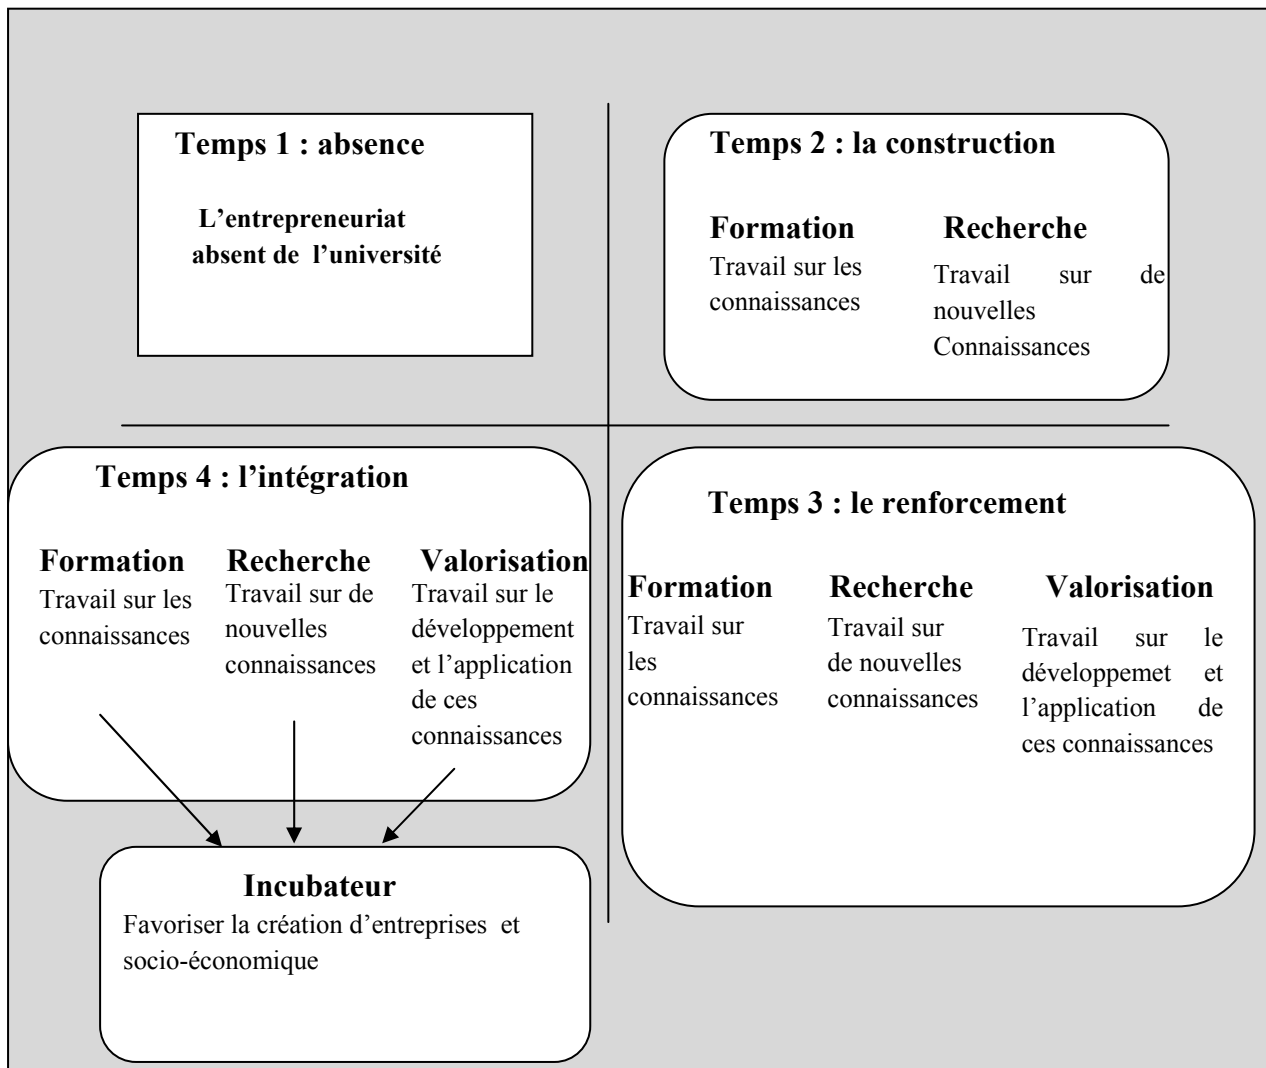 Temps 1 : absence
L’entrepreneuriat
absent de l’université
Temps 2 : la construction
Formation
Travail sur les
connaissances
Recherche
Travail sur de
nouvelles
Connaissances
Temps 4 : l’intégration
Formation
Travail sur les
connaissances
Recherche
Travail sur de
nouvelles
connaissances
Valorisation
Travail sur le
développement
et l’application
de ces
connaissances
Temps 3 : le renforcement
Formation
Travail sur
les
connaissances
Recherche
Travail sur
de nouvelles
connaissances
Valorisation
Travail sur le
développemet et
l’application de
ces connaissances
Incubateur
Favoriser la création d’entreprises et
socio-économique